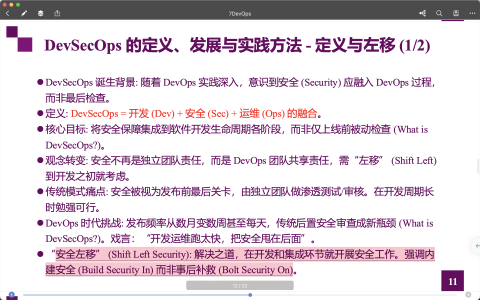 7DevOps
DevSecOps 的定义、发展与实践方法 - 定义与左移 (1/2)
●DevSecOps 诞生背景: 随着 DevOps 实践深入，意识到安全 (Security) 应融入 DevOps 过程,
而非最后检查。
●定义: DevSecOps = 开发 (Dev) + 安全 (Sec) + 运维 (Ops) 的融合。
●核心目标: 将安全保障集成到软件开发生命周期各阶段，而非仅上线前被动检查 (What is
DevSecOps?)。
●观念转变: 安全不再是独立团队责任，而是 DevOps 团队共享责任，需“左移” (Shift Left)
到开发之初就考虑。
●传统模式痛点: 安全被视为发布前最后关卡，由独立团队做渗透测试/审核。在开发周期长
时勉强可行。
●DevOps 时代挑战: 发布频率从数月变数周甚至每天，传统后置安全审查成新瓶颈 (What is
DevSecOps?)。戏言：“开发运维跑太快，把安全甩在后面”。
●“安全左移” (Shift Left Security): 解决之道，在开发和集成环节就开展安全工作。强调内
建安全 (Build Security In) 而非事后补救 (Bolt Security On)。
11